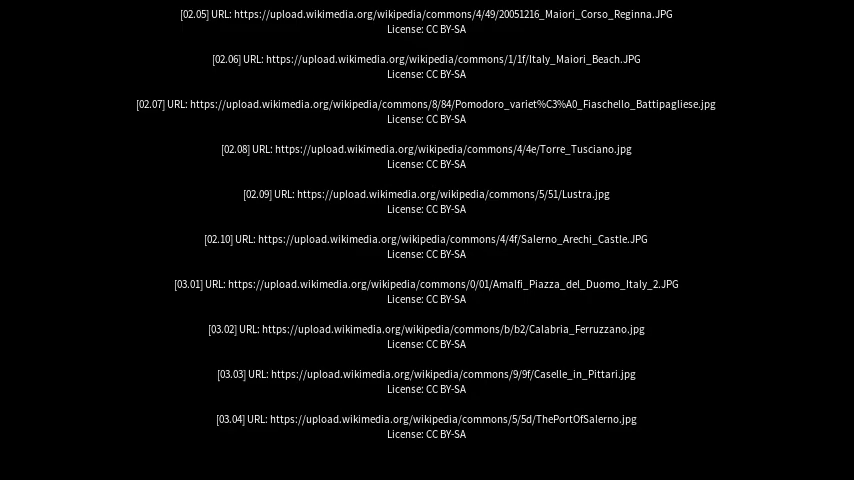 [02.05] URL: https://upload.wikimedia.org/wikipedia/commons/4/49/20051216_Maiori_Corso_Reginna.JPG
License: CC BY-SA
[02.06] URL: https://upload.wikimedia.org/wikipedia/commons/1/1f/Italy_Maiori_Beach.JPG
License: CC BY-SA
[02.07] URL: https://upload.wikimedia.org/wikipedia/commons/8/84/Pomodoro_variet%C3%A0_Fiaschello_Battipagliese.jpg
License: CC BY-SA
[02.08] URL: https://upload.wikimedia.org/wikipedia/commons/4/4e/Torre_Tusciano.jpg
License: CC BY-SA
[02.09] URL: https://upload.wikimedia.org/wikipedia/commons/5/51/Lustra.jpg
License: CC BY-SA
[02.10] URL: https://upload.wikimedia.org/wikipedia/commons/4/4f/Salerno_Arechi_Castle.JPG
License: CC BY-SA
[03.01] URL: https://upload.wikimedia.org/wikipedia/commons/0/01/Amalfi_Piazza_del_Duomo_Italy_2.JPG
License: CC BY-SA
[03.02] URL: https://upload.wikimedia.org/wikipedia/commons/b/b2/Calabria_Ferruzzano.jpg
License: CC BY-SA
[03.03] URL: https://upload.wikimedia.org/wikipedia/commons/9/9f/Caselle_in_Pittari.jpg
License: CC BY-SA
[03.04] URL: https://upload.wikimedia.org/wikipedia/commons/5/5d/ThePortOfSalerno.jpg
License: CC BY-SA